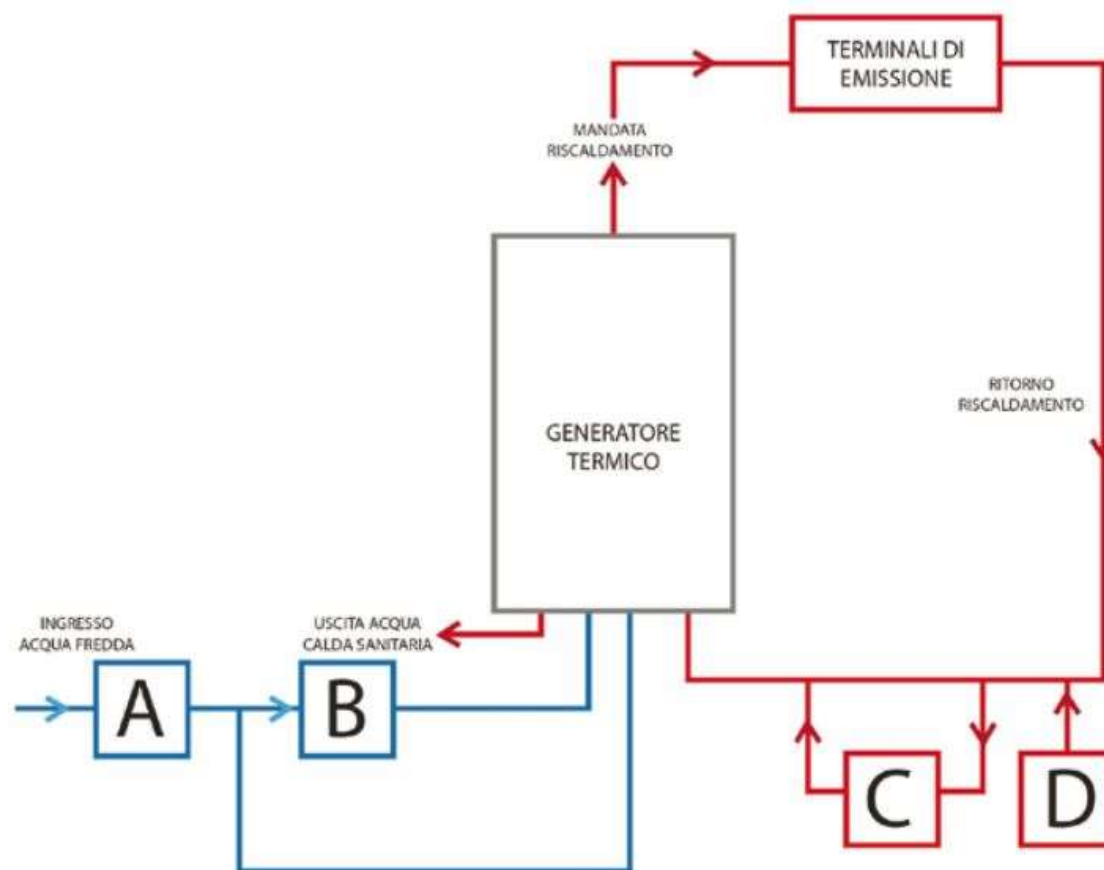 TERMINALI DI
EMISSIONE
MANDATA
RISCALDAMENTO
GENERATORE
TERMICO
RITORNO
RISCALDAMENTO
INGRESSO
ACQUA FREDDA
USCITA ACQUA
CALDA SANITARIA
A
B
C
D